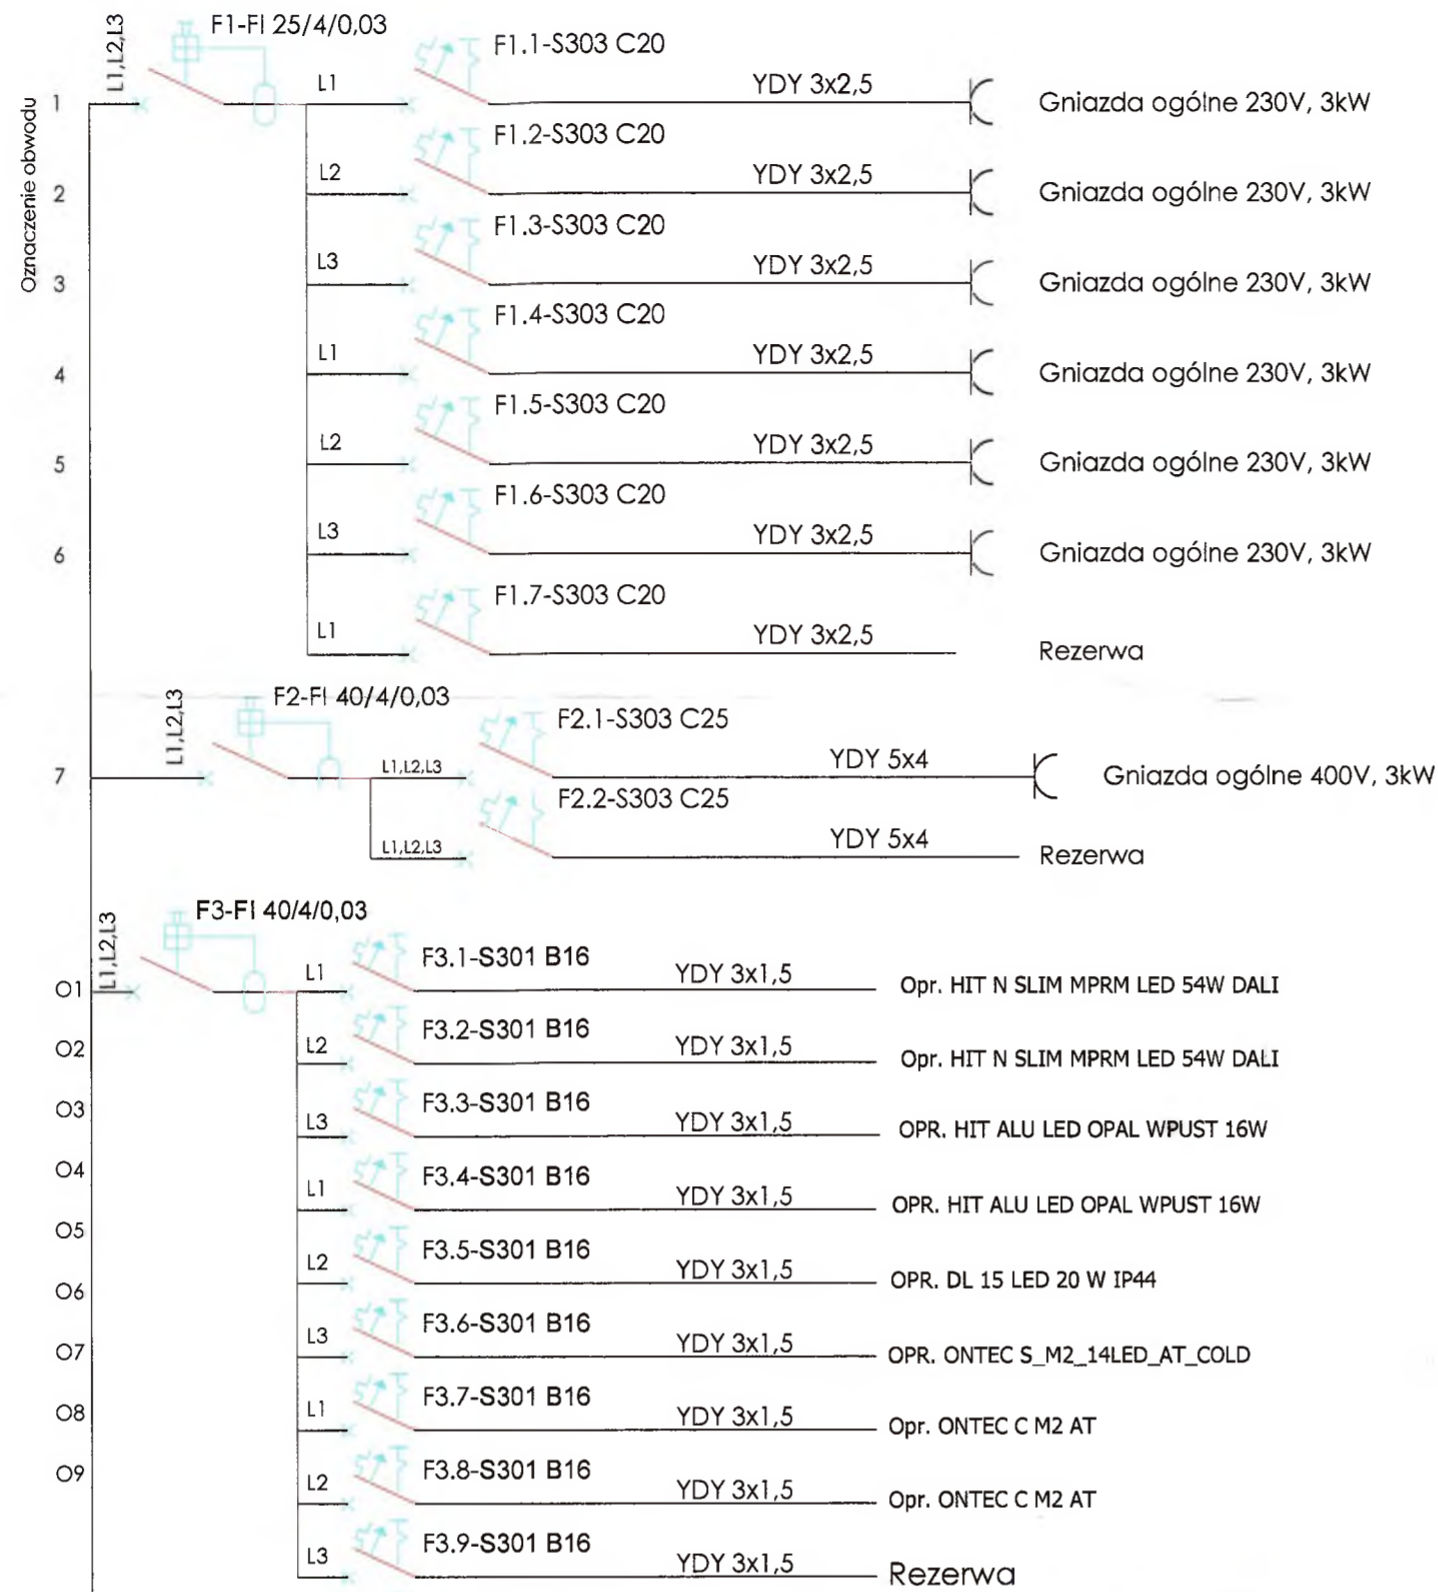 Oznaczenie obwodu
L1,L2,L3
F1-FI 25/4/0,03
1
L1
F1.1-S303 C20
YDY 3x2,5
Gniazda ogólne 230V, 3kW
2
L2
F1.2-S303 C20
YDY 3x2,5
Gniazda ogólne 230V, 3kW
3
L3
F1.3-S303 C20
YDY 3x2,5
Gniazda ogólne 230V, 3kW
4
L1
F1.4-S303 C20
YDY 3x2,5
Gniazda ogólne 230V, 3kW
5
L2
F1.5-S303 C20
YDY 3x2,5
Gniazda ogólne 230V, 3kW
6
L3
F1.6-S303 C20
YDY 3x2,5
Gniazda ogólne 230V, 3kW
L1
F1.7-S303 C20
YDY 3x2,5
Rezerwa
7
L1,L2,L3
F2-FI 40/4/0,03
L1,L2,L3
F2.1-S303 C25
YDY 5x4
Gniazda ogólne 400V, 3kW
L1,L2,L3
F2.2-S303 C25
YDY 5x4
Rezerwa
L1,L2,L3
F3-FI 40/4/0,03
O1
L1
F3.1-S301 B16
YDY 3x1,5
Opr. HIT N SLIM MPRM LED 54W DALI
O2
L2
F3.2-S301 B16
YDY 3x1,5
Opr. HIT N SLIM MPRM LED 54W DALI
O3
L3
F3.3-S301 B16
YDY 3x1,5
OPR. HIT ALU LED OPAL WPUST 16W
O4
L1
F3.4-S301 B16
YDY 3x1,5
OPR. HIT ALU LED OPAL WPUST 16W
O5
L2
F3.5-S301 B16
YDY 3x1,5
OPR. DL 15 LED 20 W IP44
O6
L3
F3.6-S301 B16
YDY 3x1,5
OPR. ONTEC S_M2_14LED_AT_COLD
O7
L1
F3.7-S301 B16
YDY 3x1,5
Opr. ONTEC C M2 AT
O8
L2
F3.8-S301 B16
YDY 3x1,5
Opr. ONTEC C M2 AT
O9
L3
F3.9-S301 B16
YDY 3x1,5
Rezerwa